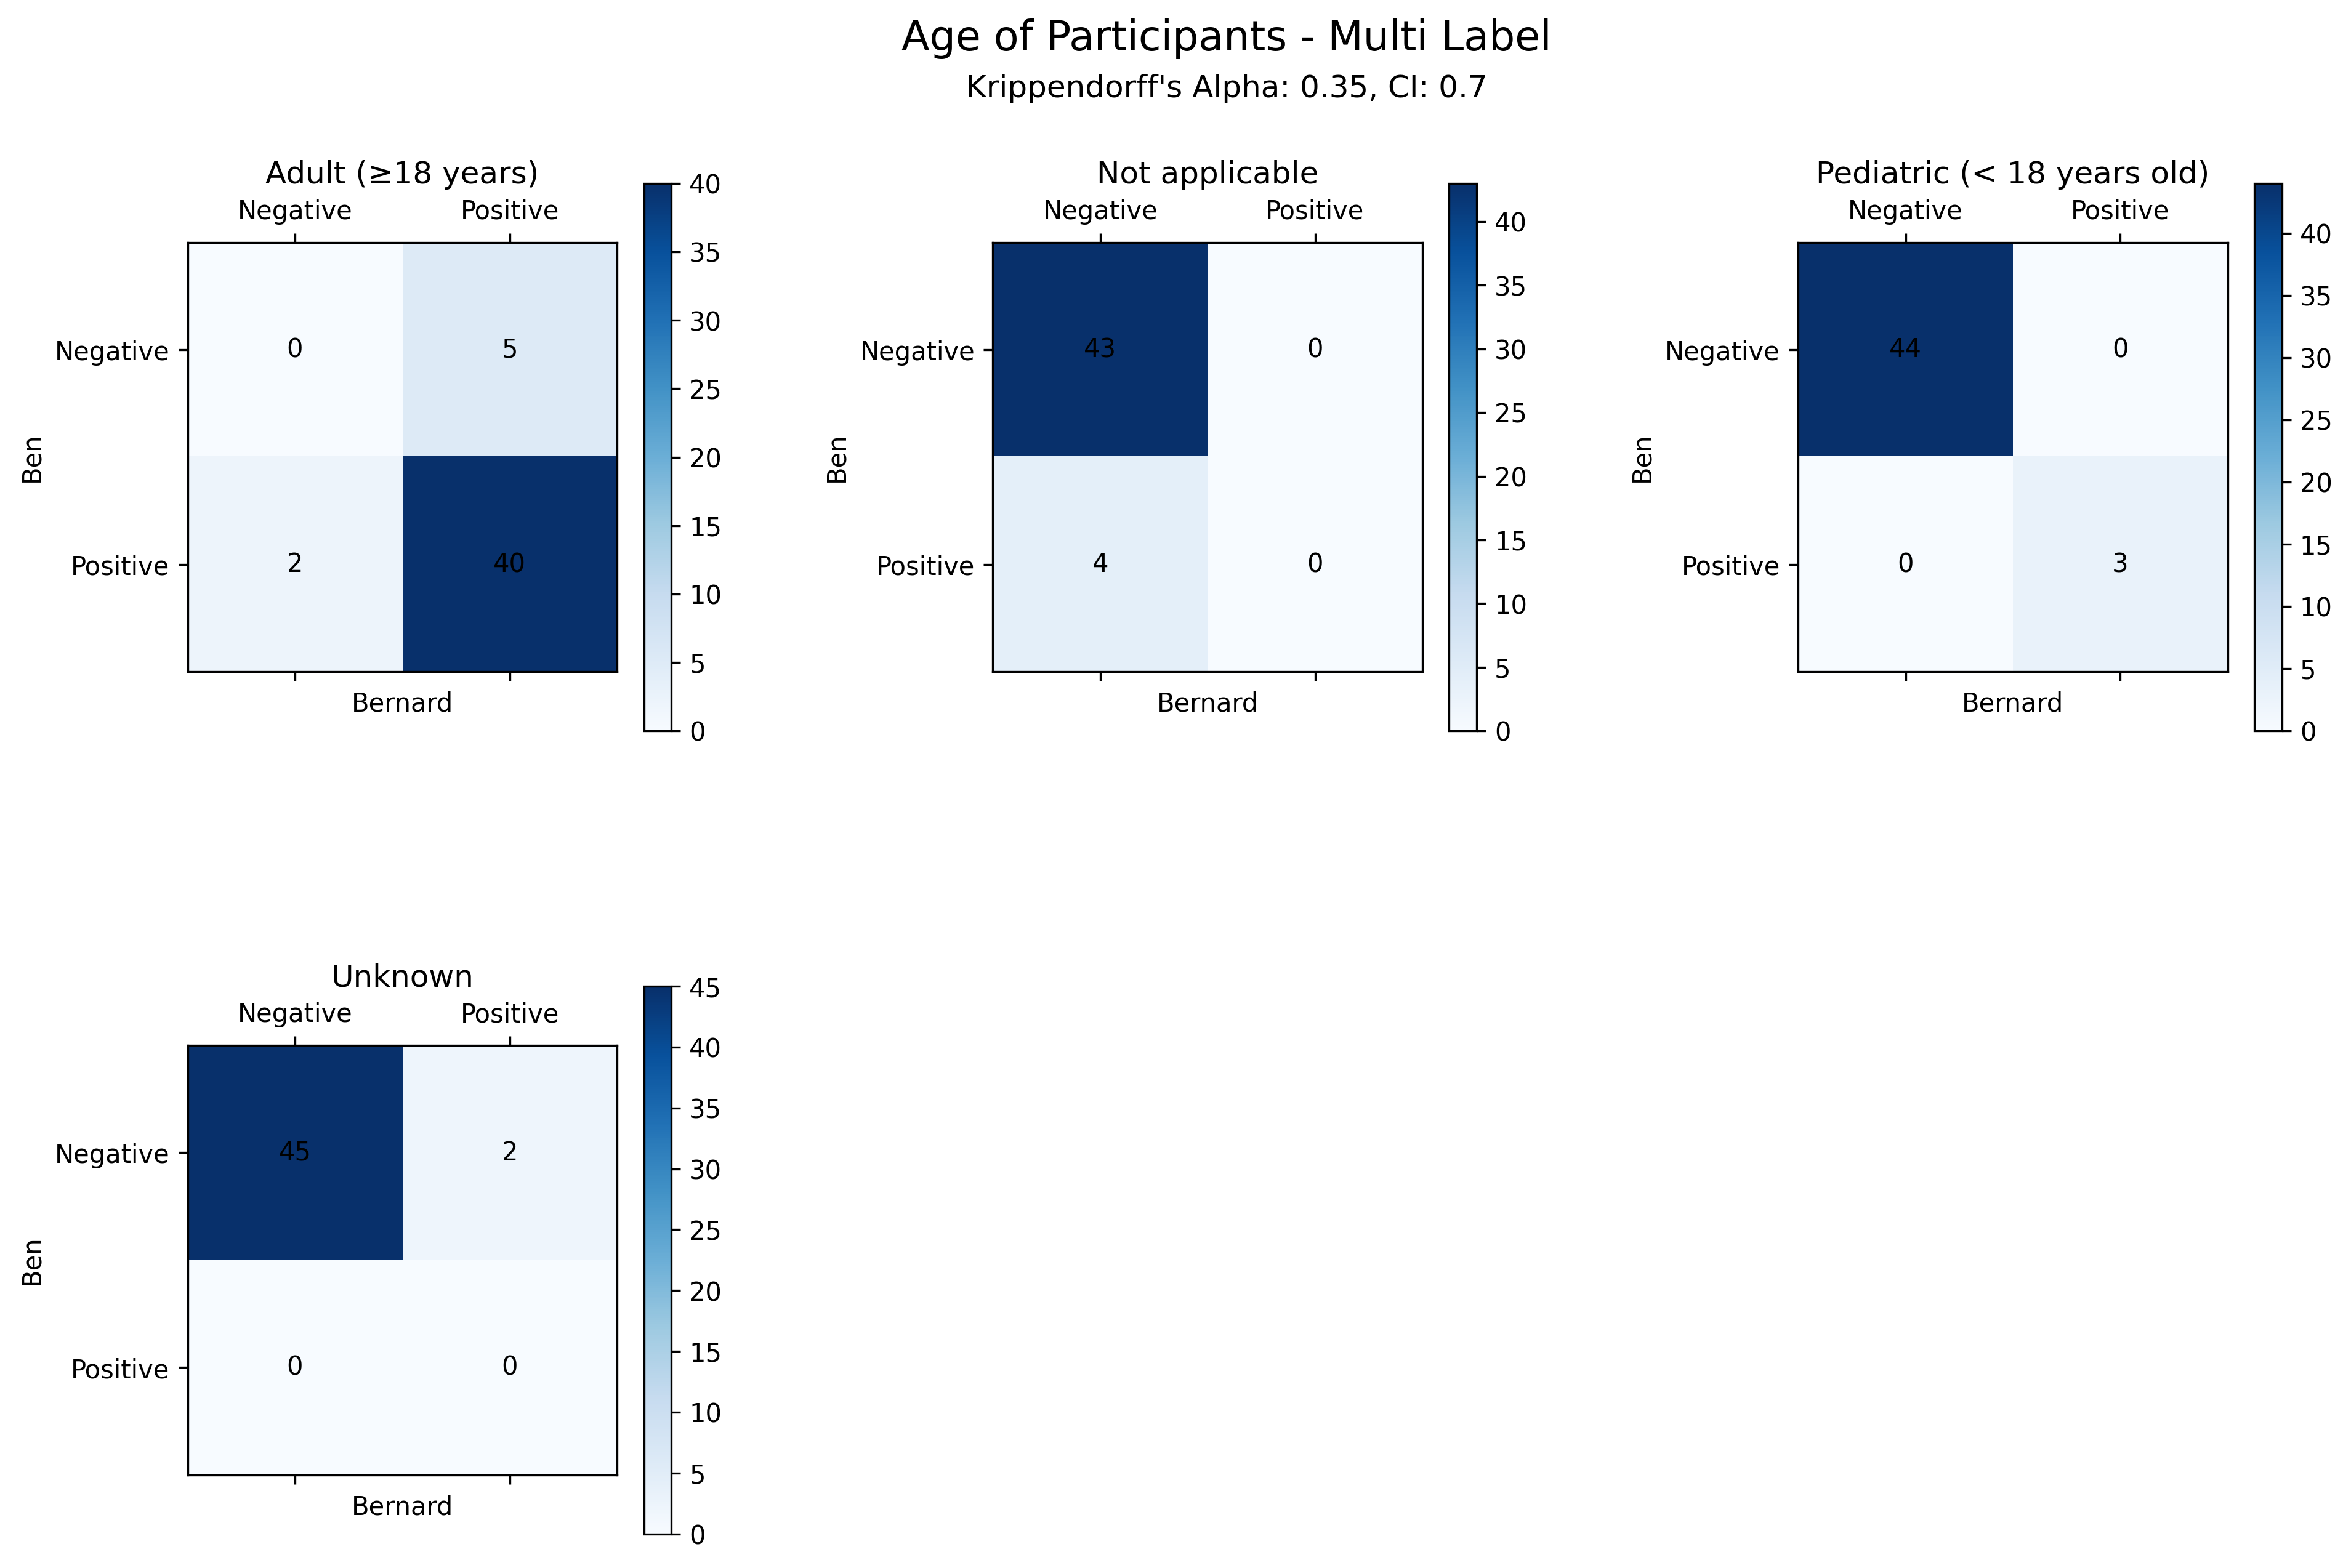 Age of Participants - Multi Label
Krippendorff's Alpha: 0.35, CI: 0.7
Adult (≥18 years)
Negative Positive
Negative 0 5
Positive 2 40
Ben
Bernard
40
35
30
25
20
15
10
5
0
Not applicable
Negative Positive
Negative 43 0
Positive 4 0
Ben
Bernard
40
35
30
25
20
15
10
5
0
Pediatric (< 18 years old)
Negative Positive
Negative 44 0
Positive 0 3
Ben
Bernard
40
35
30
25
20
15
10
5
0
Unknown
Negative Positive
Negative 45 2
Positive 0 0
Ben
Bernard
45
40
35
30
25
20
15
10
5
0